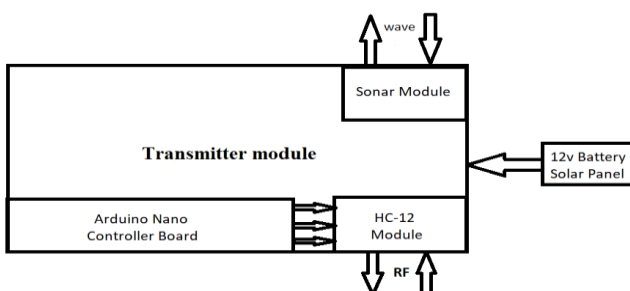 wave
Sonar Module
Transmitter module
12v Battery
Solar Panel
Arduino Nano
Controller Board
HC-12
Module
RF